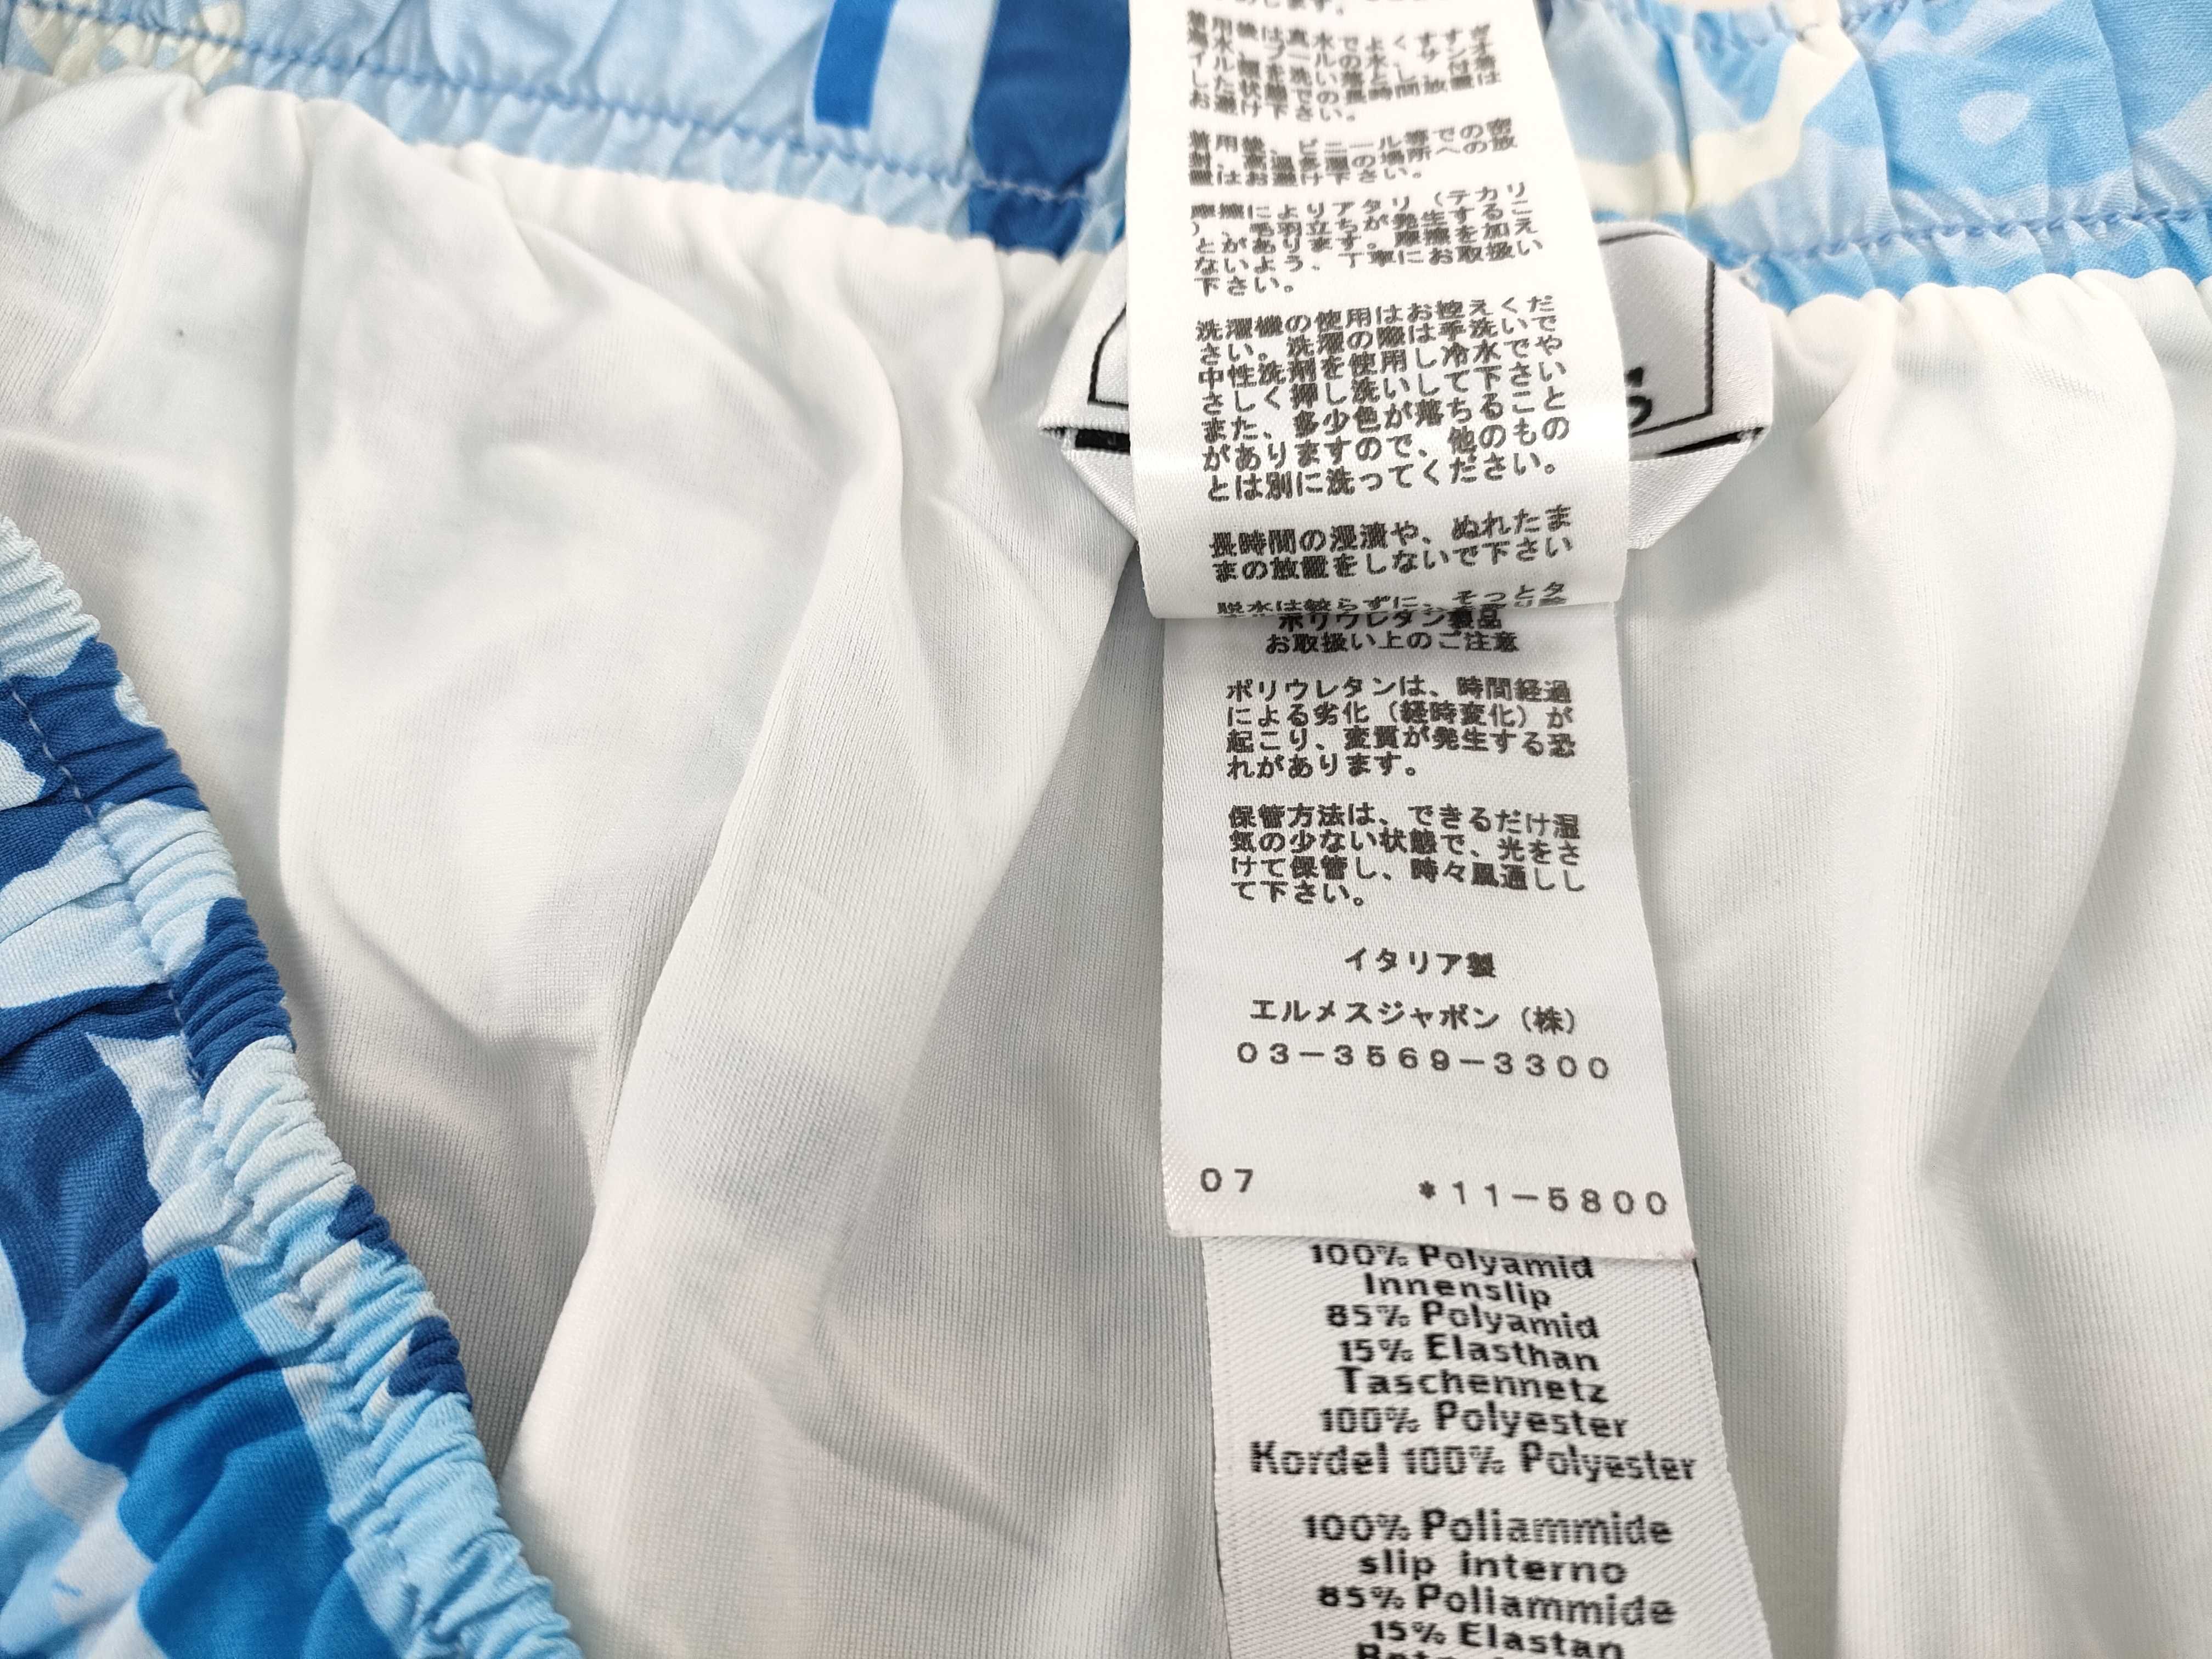 着用後は真水でよくすすぎ
海水、プールの水、サンオ
イル類を洗い落とし、付着
した状態での長時間放置は
お避け下さい。
着用後、ビニール等での密
封、高温多湿の場所への放
置はお避け下さい。
摩擦によりアタリ（テカリ
）、毛羽立ちが発生するこ
とがあります。摩擦を加え
ないよう、丁寧にお取扱い
下さい。
洗濯機の使用はお控えくだ
さい。洗濯の際は手洗いで
中性洗剤を使用し冷水でや
さしく押し洗いして下さい
また、多少色が落ちること
がありますので、他のもの
とは別に洗ってください。
長時間の浸漬や、ぬれたま
まの放置をしないで下さい
脱水は絞らずに、そっとタ
ポリウレタン製品
お取扱い上のご注意
ポリウレタンは、時間経過
による劣化（経時変化）が
起こり、変質が発生する恐
れがあります。
保管方法は、できるだけ湿
気の少ない状態で、光をさ
けて保管し、時々風通しし
て下さい。
イタリア製
エルメスジャポン（株）
03-3569-3300
07 *11-5800
100% Polyamid
Innenslip
85% Polyamid
15% Elasthan
Taschennetz
100% Polyester
Kordel 100% Polyester
100% Poliammide
slip interno
85% Poliammide
15% Elastan